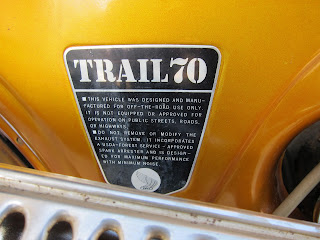 TRAIL70
■ THIS VEHICLE WAS DESIGNED AND MANU-
FACTURED FOR OFF-THE-ROAD USE ONLY.
IT IS NOT EQUIPPED OR APPROVED FOR
OPERATION ON PUBLIC STREETS, ROADS,
OR HIGHWAYS.
■ DO NOT REMOVE OR MODIFY THE
EXHAUST SYSTEM. IT INCORPORATES
A USDA-FOREST SERVICE-APPROVED
SPARK ARRESTER AND IS DESIGN-
ED FOR MAXIMUM PERFORMANCE
WITH MINIMUM NOISE.